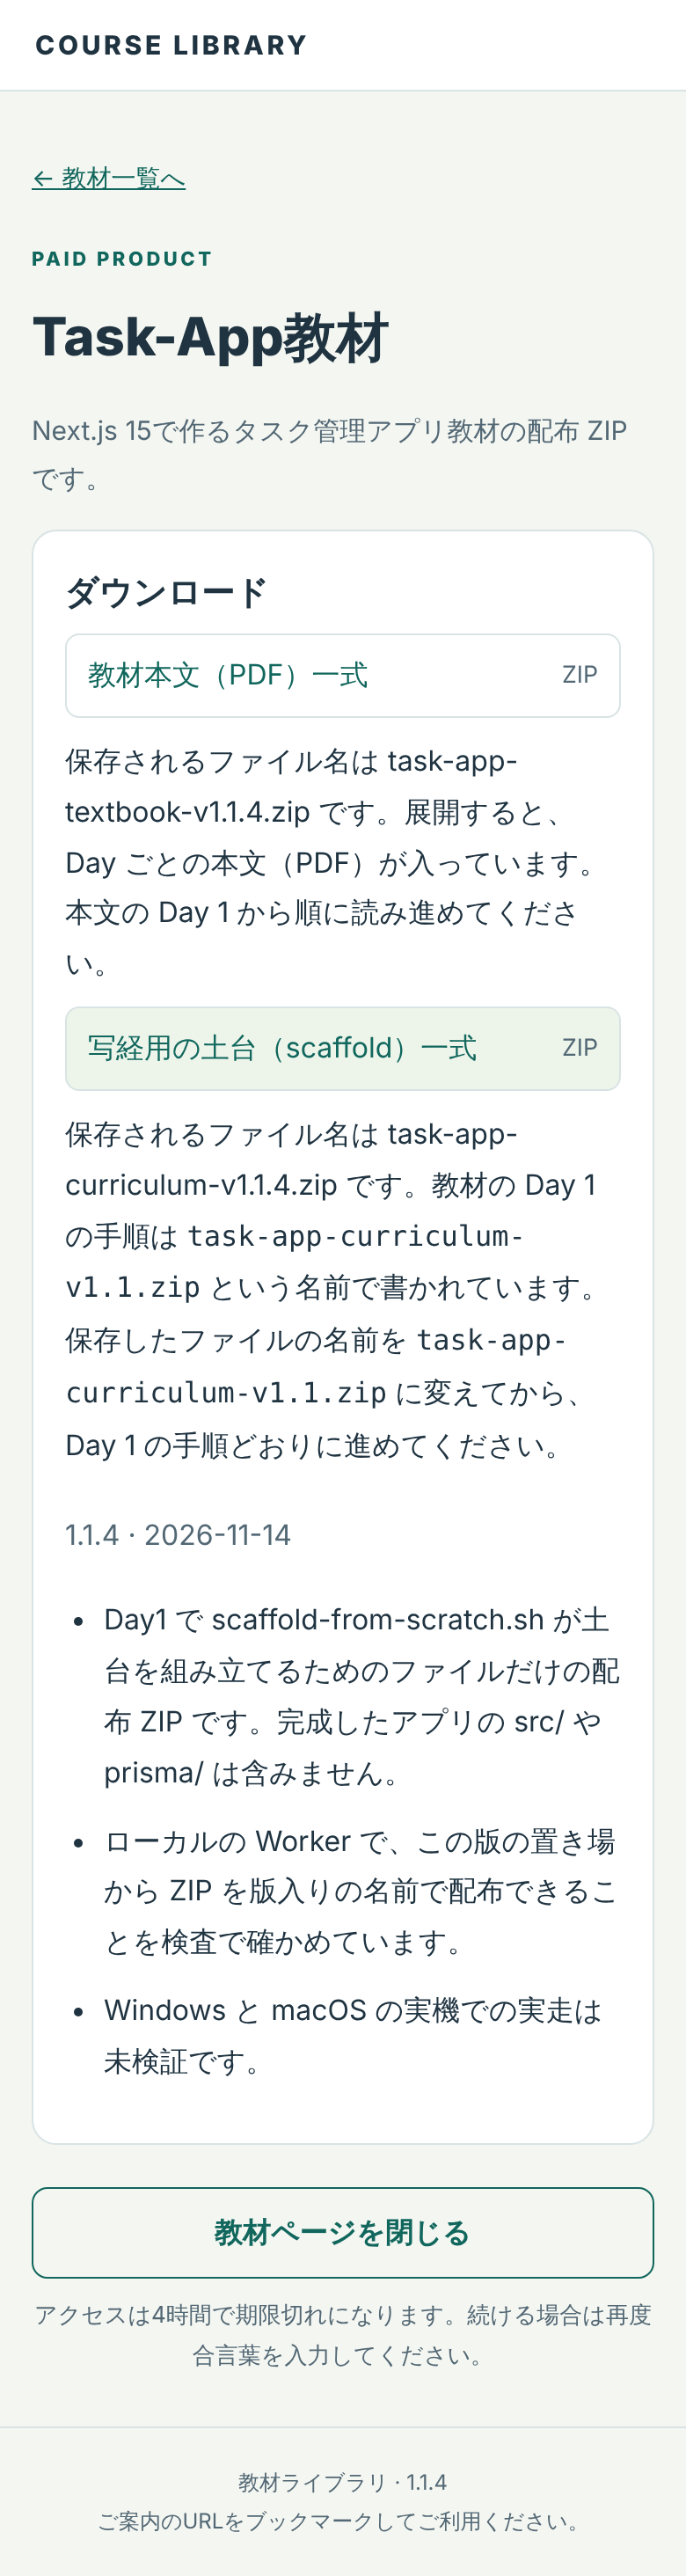 COURSE LIBRARY
← 教材一覧へ
PAID PRODUCT
Task-App教材
Next.js 15で作るタスク管理アプリ教材の配布 ZIP
です。
ダウンロード
教材本文（PDF）一式 ZIP
保存されるファイル名は task-app-
textbook-v1.1.4.zip です。展開すると、
Day ごとの本文（PDF）が入っています。
本文の Day 1 から順に読み進めてくださ
い。
写経用の土台（scaffold）一式 ZIP
保存されるファイル名は task-app-
curriculum-v1.1.4.zip です。教材の Day 1
の手順は task-app-curriculum-
v1.1.zip という名前で書かれています。
保存したファイルの名前を task-app-
curriculum-v1.1.zip に変えてから、
Day 1 の手順どおりに進めてください。
1.1.4 · 2026-11-14
• Day1 で scaffold-from-scratch.sh が土
台を組み立てるためのファイルだけの配
布 ZIP です。完成したアプリの src/ や
prisma/ は含みません。
• ローカルの Worker で、この版の置き場
から ZIP を版入りの名前で配布できるこ
とを検査で確かめています。
• Windows と macOS の実機での実走は
未検証です。
教材ページを閉じる
アクセスは4時間で期限切れになります。続ける場合は再度
合言葉を入力してください。
教材ライブラリ · 1.1.4
ご案内のURLをブックマークしてご利用ください。